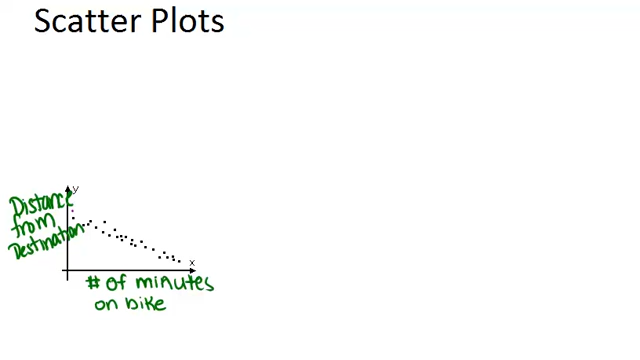 Scatter Plots
y
Distance
from
Destination
x
# of minutes
on bike